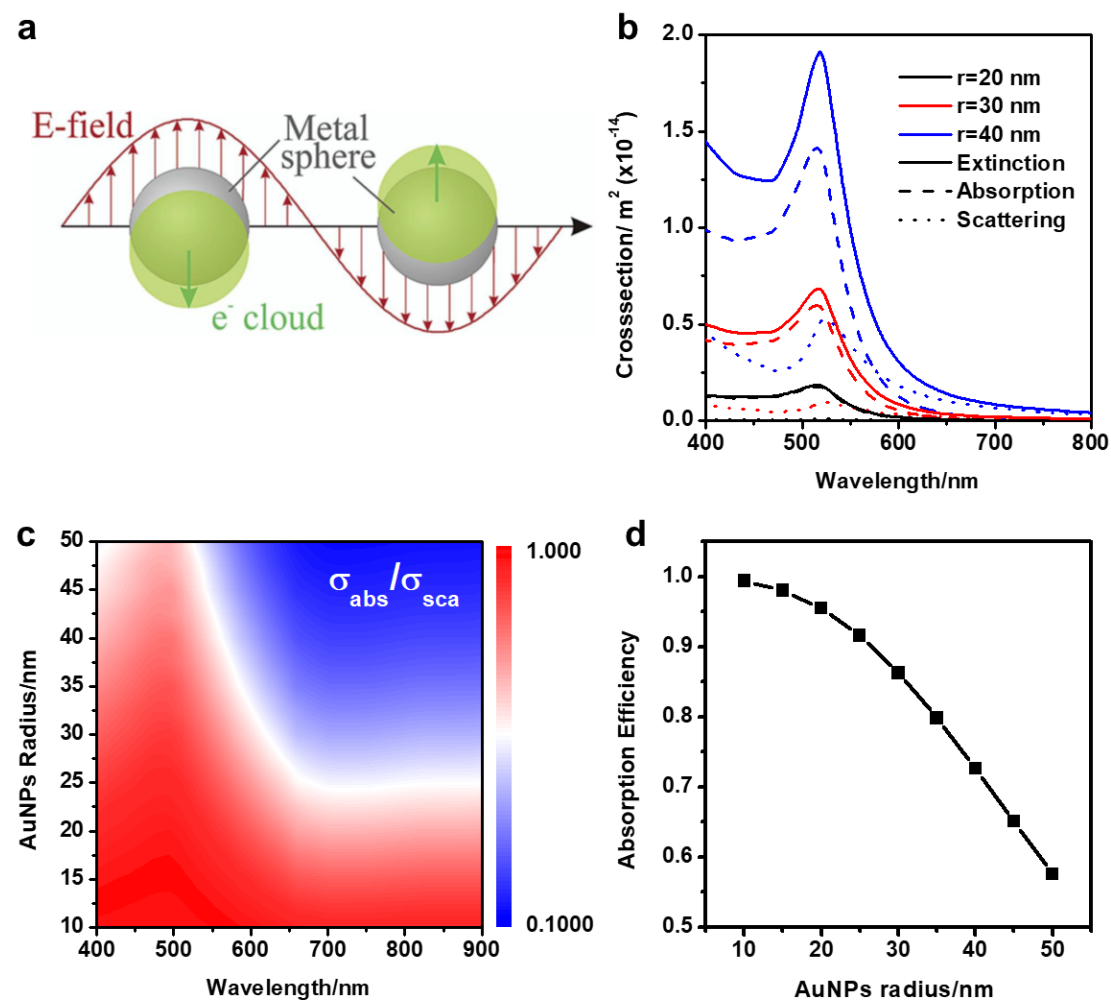 a
E-field
Metal
sphere
e⁻ cloud
b
2.0
1.5
1.0
0.5
0.0
Crosssection/ m² (x10⁻¹⁴)
r=20 nm
r=30 nm
r=40 nm
Extinction
Absorption
Scattering
400
500
600
700
800
Wavelength/nm
c
50
45
40
35
30
25
20
15
10
AuNPs Radius/nm
σabs/σsca
400
500
600
700
800
900
Wavelength/nm
1.000
0.1000
d
1.0
0.9
0.8
0.7
0.6
0.5
Absorption Efficiency
10
20
30
40
50
AuNPs radius/nm